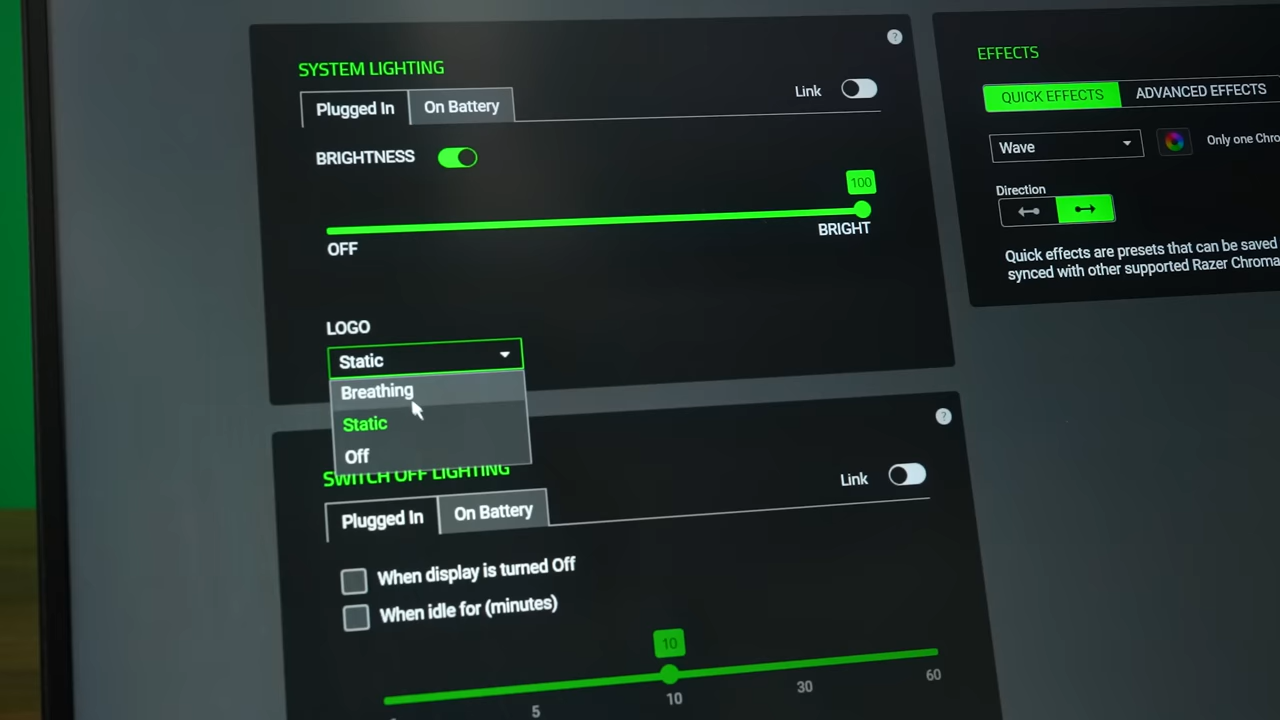 SYSTEM LIGHTING
?
Plugged In
On Battery
Link
BRIGHTNESS
100
OFF
BRIGHT
LOGO
Static
Breathing
Static
Off
SWITCH OFF LIGHTING
?
Plugged In
On Battery
Link
When display is turned Off
When idle for (minutes)
10
5
10
30
60
EFFECTS
QUICK EFFECTS
ADVANCED EFFECTS
Wave
Only one Chro
Direction
Quick effects are presets that can be saved
synced with other supported Razer Chroma